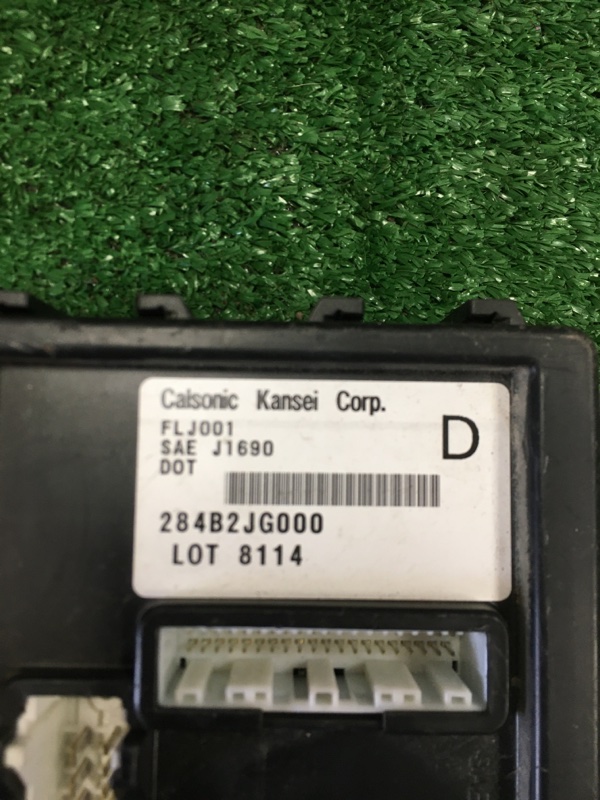 Calsonic Kansei Corp.
FLJ001
D
SAE J1690
DOT
284B2JG000
LOT 8114